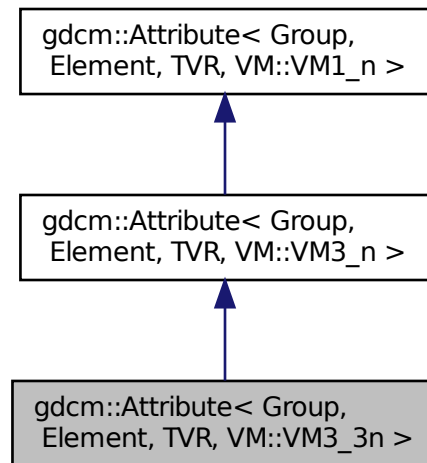 gdcm::Attribute< Group,
Element, TVR, VM::VM1_n >
gdcm::Attribute< Group,
Element, TVR, VM::VM3_n >
gdcm::Attribute< Group,
Element, TVR, VM::VM3_3n >